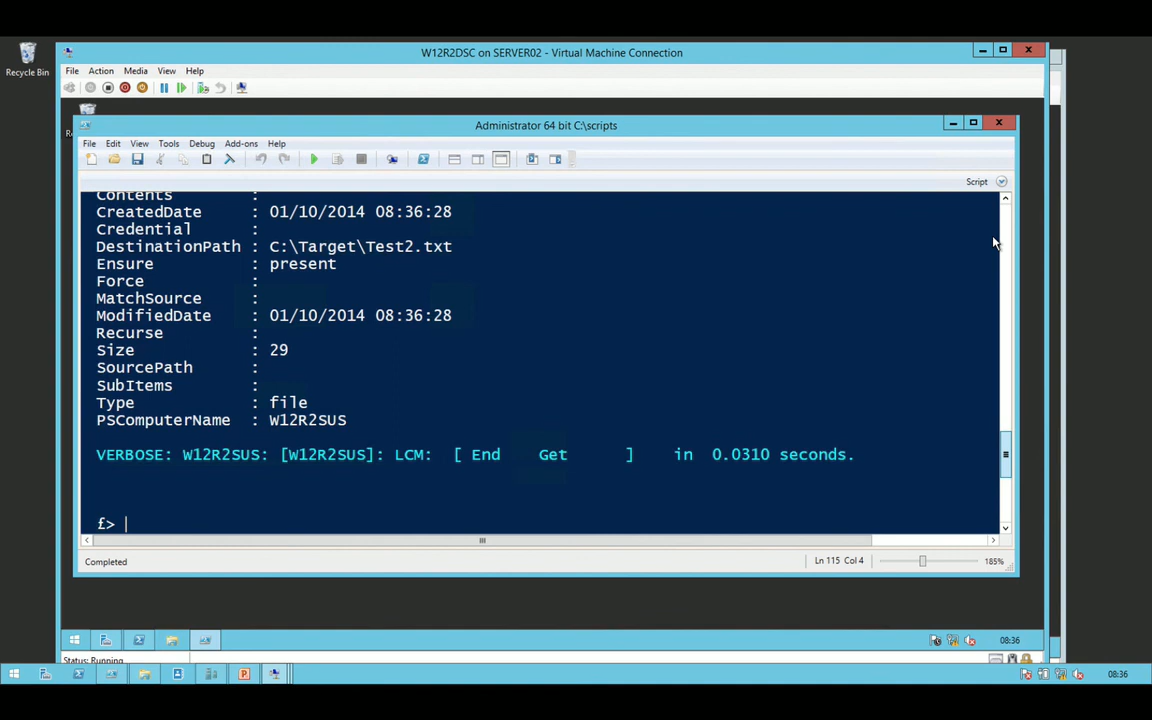 W12R2DSC on SERVER02 - Virtual Machine Connection
Recycle Bin
File Action Media View Help
Administrator 64 bit C:\scripts
File Edit View Tools Debug Add-ons Help
Script
Contents :
CreatedDate : 01/10/2014 08:36:28
Credential :
DestinationPath : C:\Target\Test2.txt
Ensure : present
Force :
MatchSource :
ModifiedDate : 01/10/2014 08:36:28
Recurse :
Size : 29
SourcePath :
SubItems :
Type : file
PSComputerName : W12R2SUS
VERBOSE: W12R2SUS: [W12R2SUS]: LCM: [ End Get ] in 0.0310 seconds.
£>
Completed
Ln 115 Col 4
185%
08:36
Status: Running
08:36